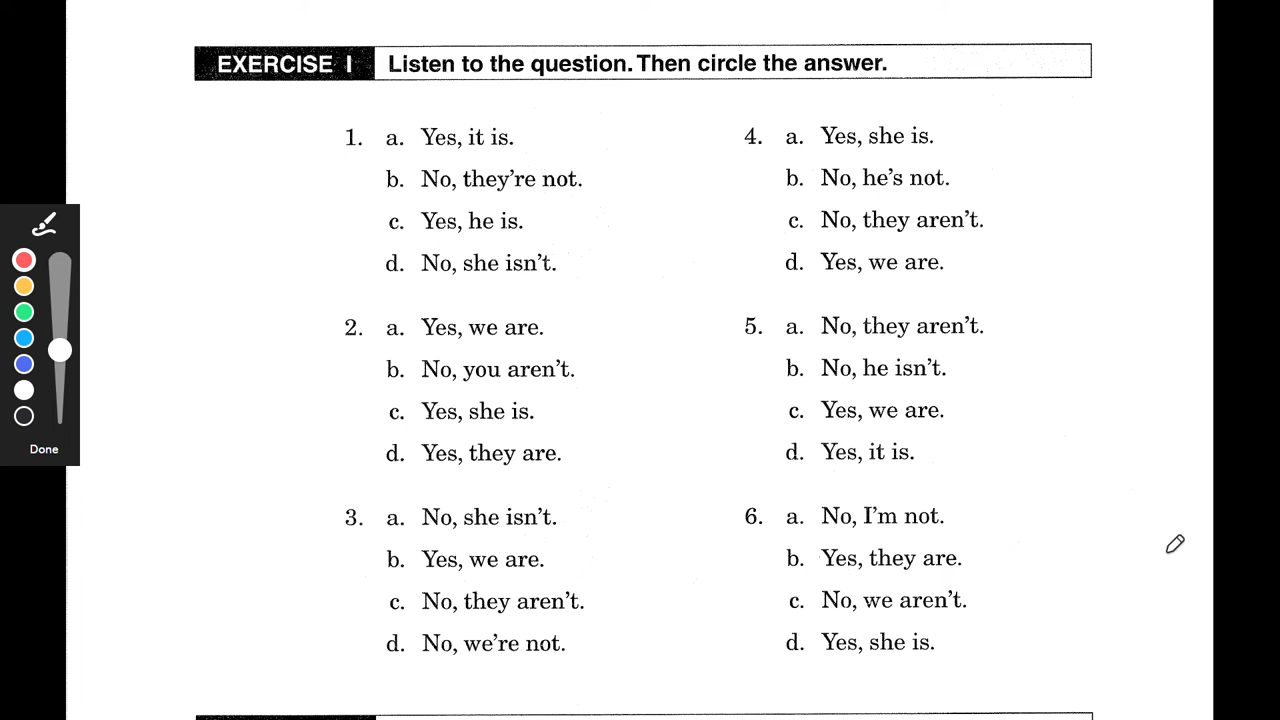 EXERCISE I Listen to the question. Then circle the answer.
1. a. Yes, it is.
b. No, they're not.
c. Yes, he is.
d. No, she isn't.
2. a. Yes, we are.
b. No, you aren't.
c. Yes, she is.
d. Yes, they are.
3. a. No, she isn't.
b. Yes, we are.
c. No, they aren't.
d. No, we're not.
4. a. Yes, she is.
b. No, he's not.
c. No, they aren't.
d. Yes, we are.
5. a. No, they aren't.
b. No, he isn't.
c. Yes, we are.
d. Yes, it is.
6. a. No, I'm not.
b. Yes, they are.
c. No, we aren't.
d. Yes, she is.
Done